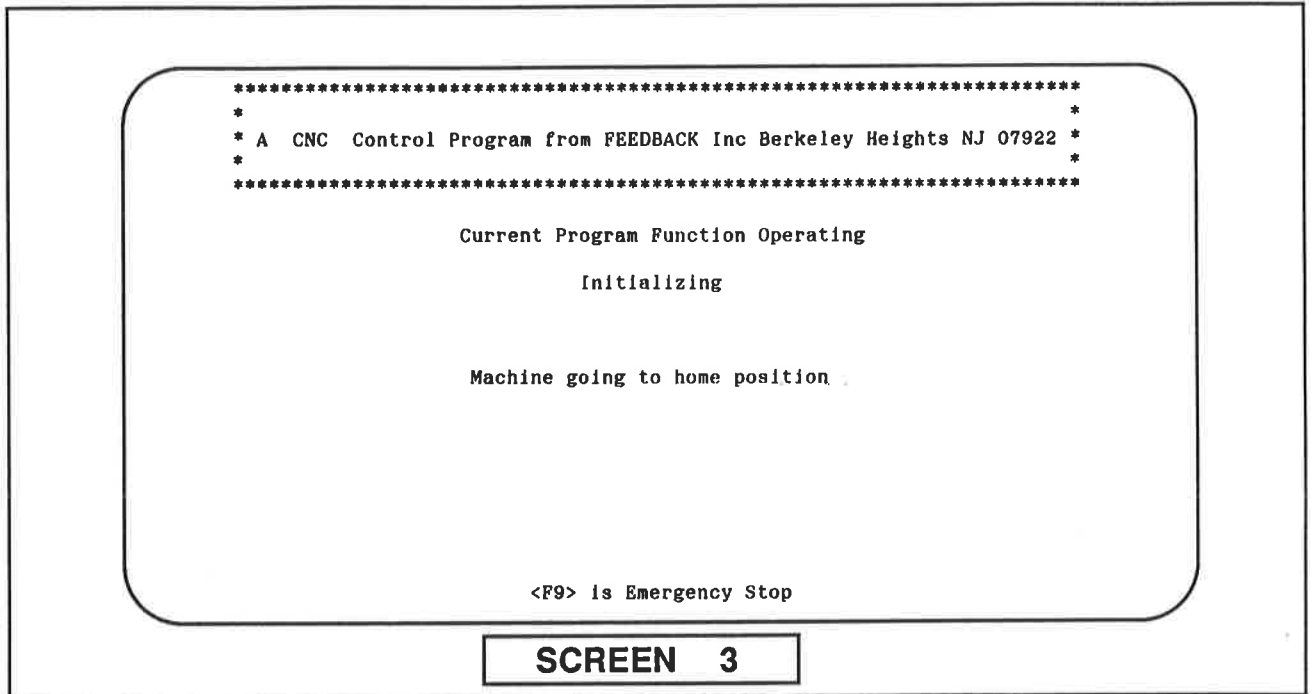 ***********************************************************************
* *
* A CNC Control Program from FEEDBACK Inc Berkeley Heights NJ 07922 *
* *
***********************************************************************
Current Program Function Operating
Initializing
Machine going to home position
<F9> is Emergency Stop
SCREEN 3